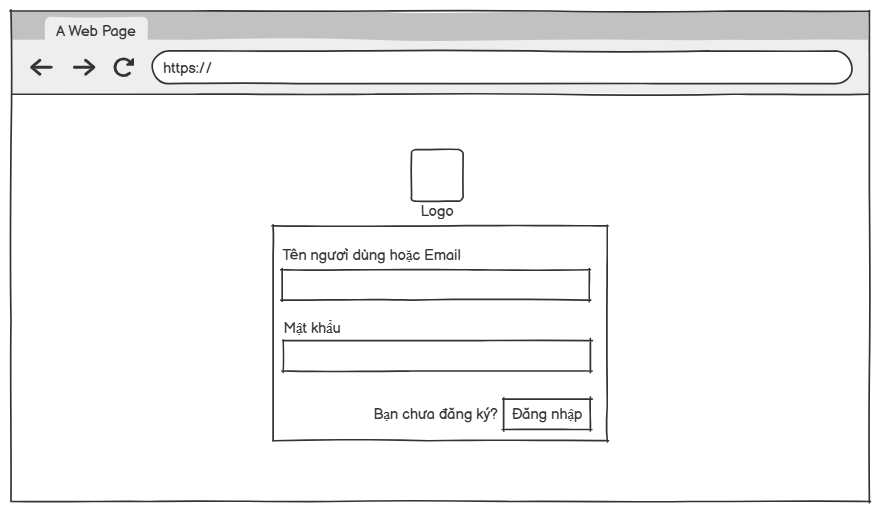 A Web Page
https://
Logo
Tên người dùng hoặc Email
Mật khẩu
Bạn chưa đăng ký? Đăng nhập